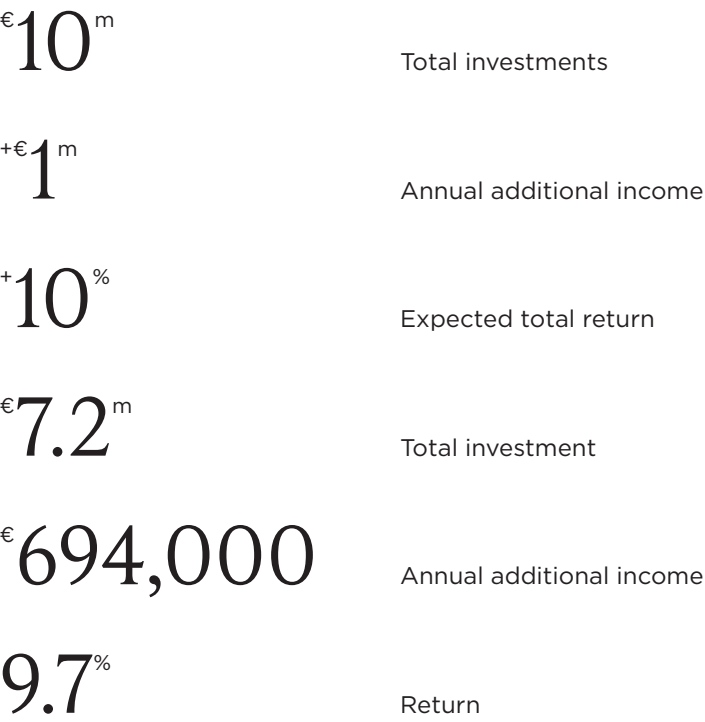 €10m Total investments
+€1m Annual additional income
+10% Expected total return
€7.2m Total investment
€694,000 Annual additional income
9.7% Return